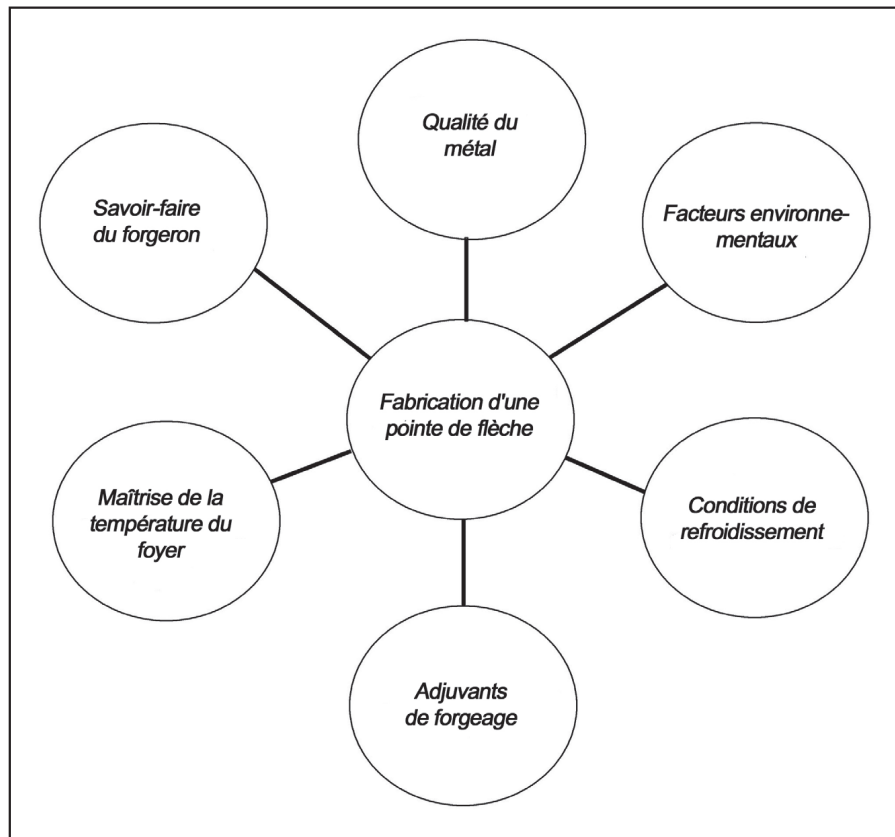 Qualité du
métal
Savoir-faire
du forgeron
Facteurs environne-
mentaux
Fabrication d'une
pointe de flèche
Maîtrise de la
température du
foyer
Conditions de
refroidissement
Adjuvants
de forgeage